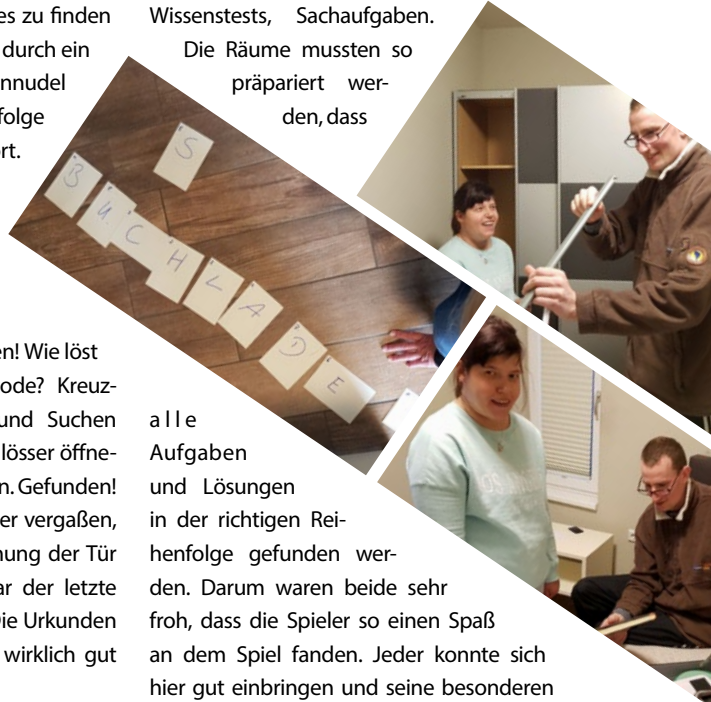 es zu finden
durch ein
nnudel
folge
rt.
en! Wie löst
ode? Kreuz-
und Suchen
lösser öffne-
n. Gefunden!
er vergaßen,
nung der Tür
ar der letzte
Die Urkunden
wirklich gut
Wissenstests, Sachaufgaben.
Die Räume mussten so
präpariert wer-
den, dass
alle
Aufgaben
und Lösungen
in der richtigen Rei-
henfolge gefunden wer-
den. Darum waren beide sehr
froh, dass die Spieler so einen Spaß
an dem Spiel fanden. Jeder konnte sich
hier gut einbringen und seine besonderen
S
B U C H L A D E